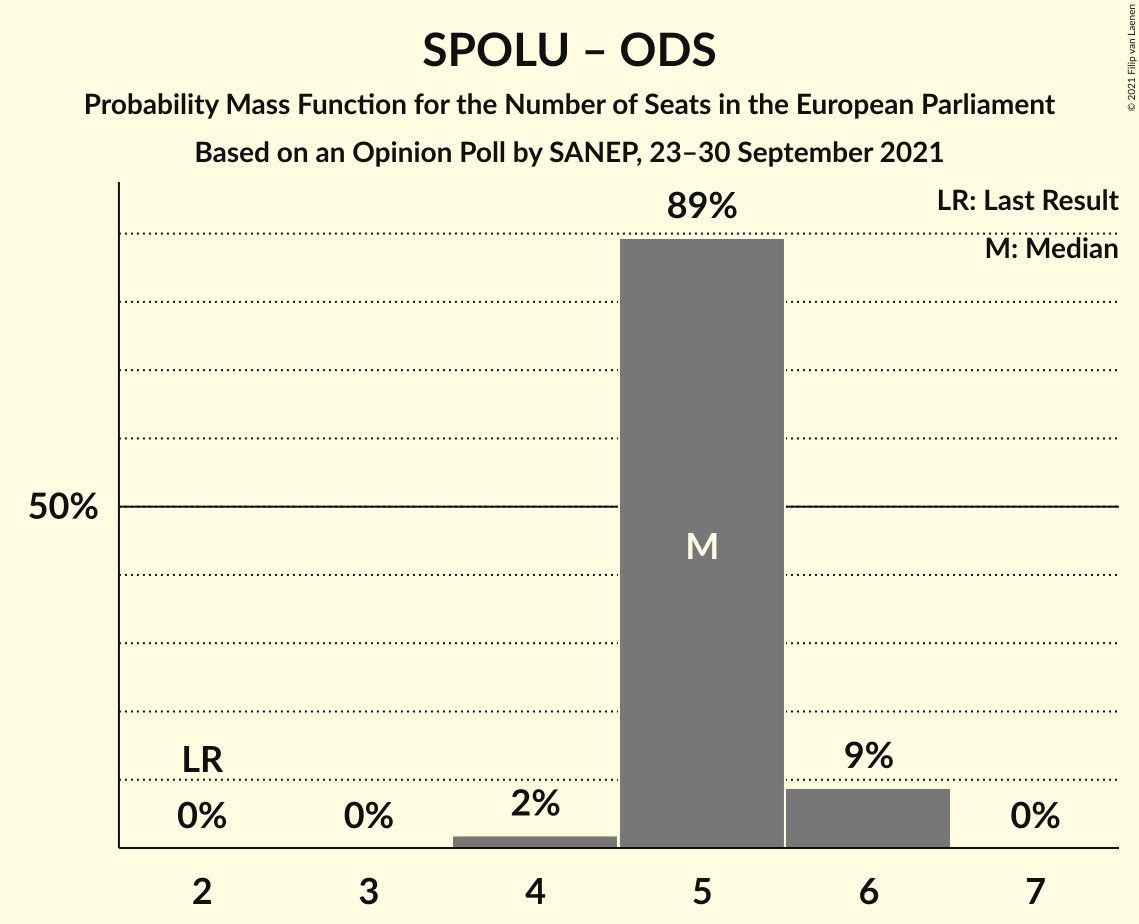 SPOLU – ODS
Probability Mass Function for the Number of Seats in the European Parliament
Based on an Opinion Poll by SANEP, 23–30 September 2021
© 2021 Filip van Laenen
LR: Last Result
M: Median
89%
50%
M
LR
9%
2%
0%
0%
0%
2
3
4
5
6
7